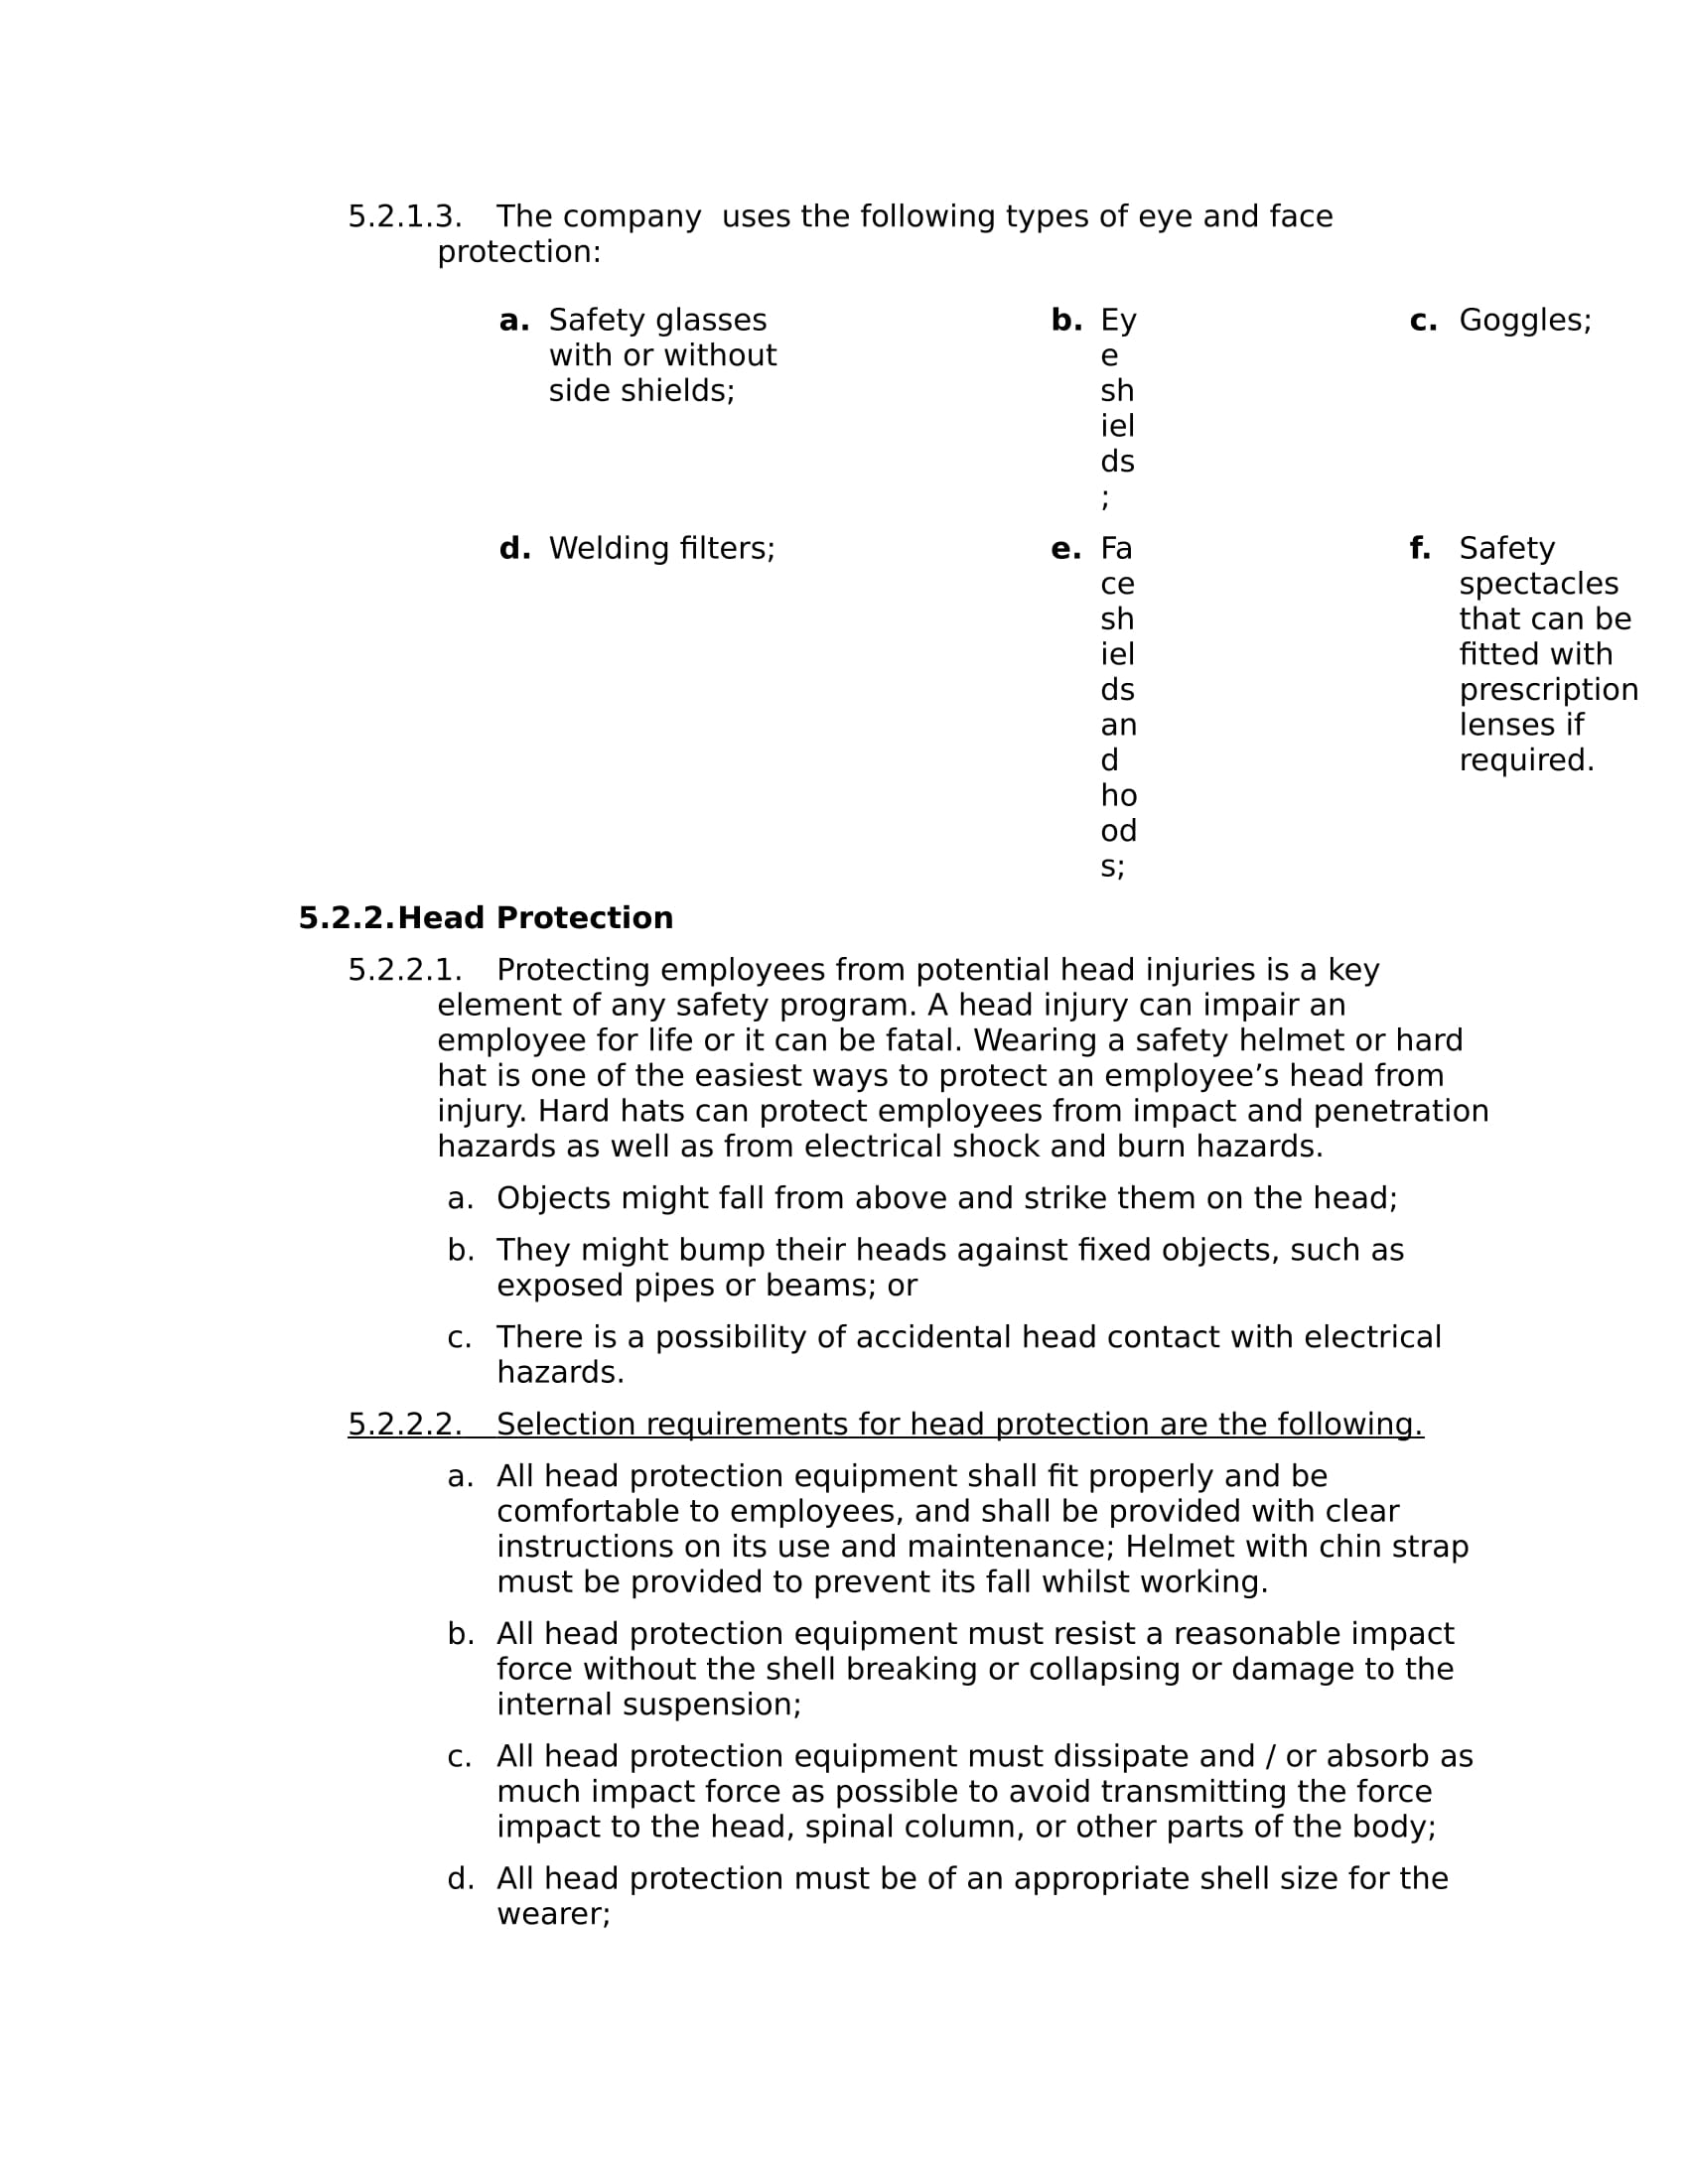 5.2.1.3. The company  uses the following types of eye and face
protection:
a. Safety glasses
with or without
side shields;
b. Ey
e
sh
iel
ds
;
c. Goggles;
d. Welding filters;
e. Fa
ce
sh
iel
ds
an
d
ho
od
s;
f. Safety
spectacles
that can be
fitted with
prescription
lenses if
required.
5.2.2. Head Protection
5.2.2.1. Protecting employees from potential head injuries is a key
element of any safety program. A head injury can impair an
employee for life or it can be fatal. Wearing a safety helmet or hard
hat is one of the easiest ways to protect an employee’s head from
injury. Hard hats can protect employees from impact and penetration
hazards as well as from electrical shock and burn hazards.
a. Objects might fall from above and strike them on the head;
b. They might bump their heads against fixed objects, such as
exposed pipes or beams; or
c. There is a possibility of accidental head contact with electrical
hazards.
5.2.2.2. Selection requirements for head protection are the following.
a. All head protection equipment shall fit properly and be
comfortable to employees, and shall be provided with clear
instructions on its use and maintenance; Helmet with chin strap
must be provided to prevent its fall whilst working.
b. All head protection equipment must resist a reasonable impact
force without the shell breaking or collapsing or damage to the
internal suspension;
c. All head protection equipment must dissipate and / or absorb as
much impact force as possible to avoid transmitting the force
impact to the head, spinal column, or other parts of the body;
d. All head protection must be of an appropriate shell size for the
wearer;